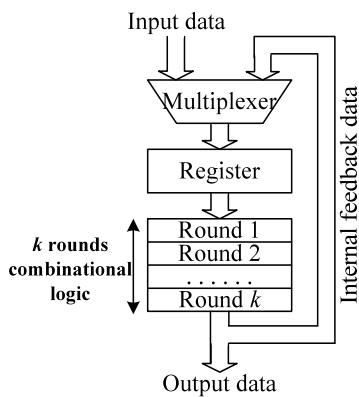 Input data
Multiplexer
Register
Round 1
Round 2
......
Round k
k rounds
combinational
logic
Internal feedback data
Output data